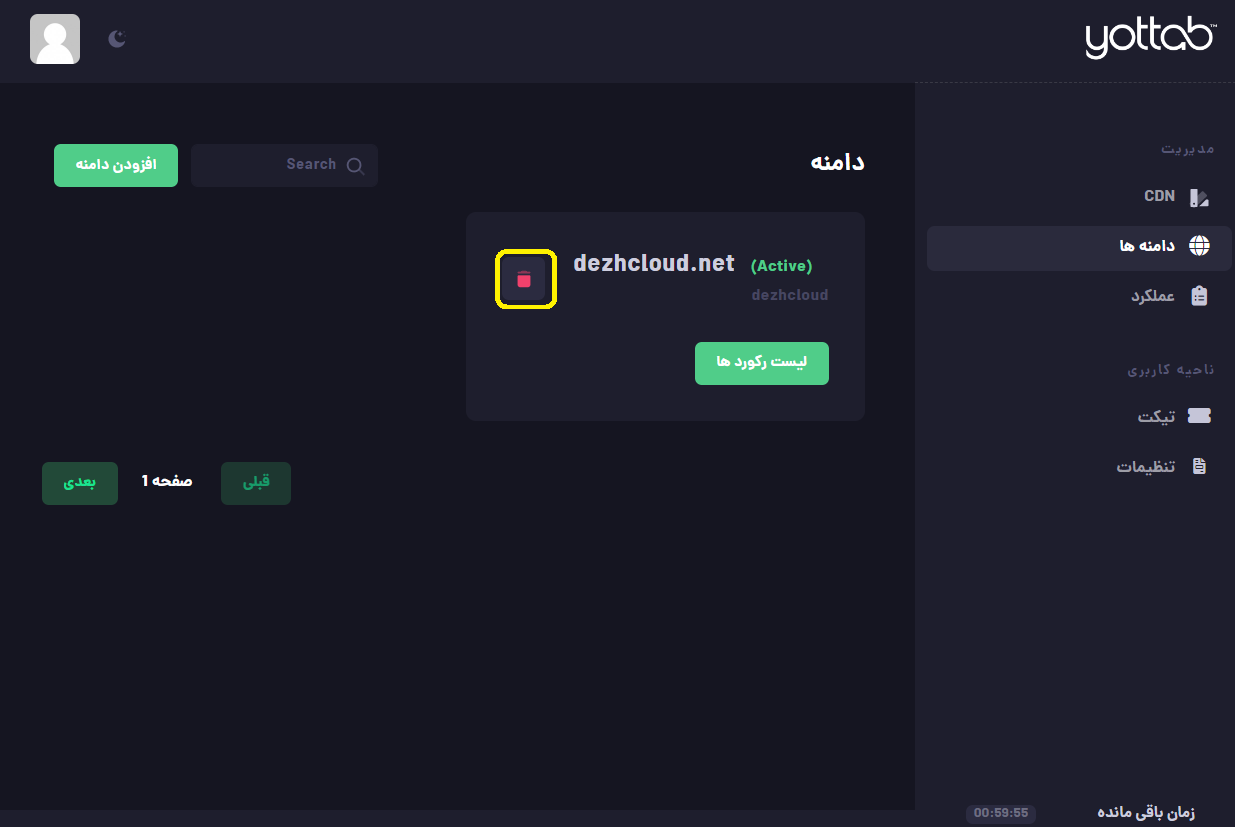 yottab™
مدیریت
CDN
دامنه ها
عملکرد
ناحیه کاربری
تیکت
تنظیمات
زمان باقی مانده 00:59:55
دامنه
Search
افزودن دامنه
dezhcloud.net (Active)
dezhcloud
لیست رکورد ها
قبلی
صفحه 1
بعدی